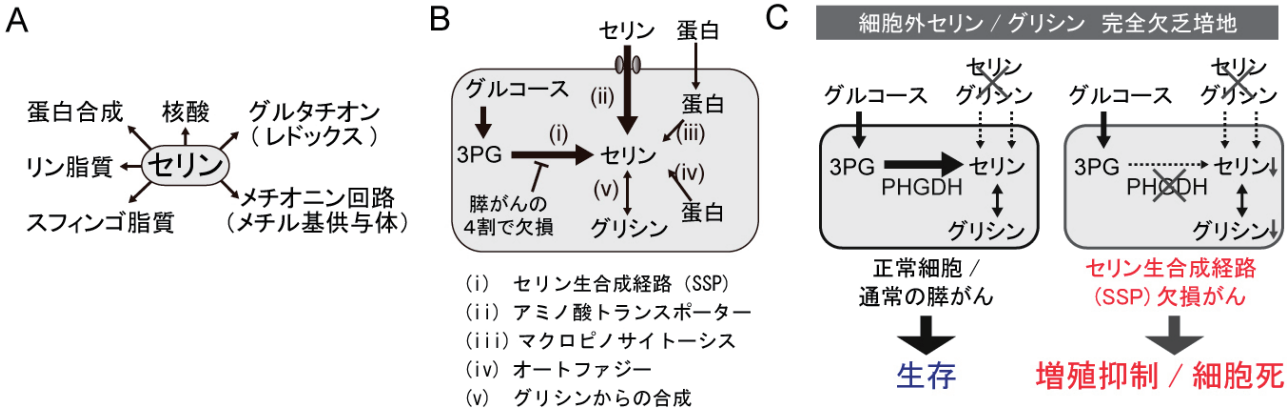 A
蛋白合成
核酸
グルタチオン
(レドックス)
リン脂質
セリン
スフィンゴ脂質
メチオニン回路
(メチル基供与体)
B
セリン
蛋白
グルコース
(ii)
蛋白
(i)
(iii)
3PG
セリン
(iv)
(v)
膵がんの
4割で欠損
グリシン
蛋白
(i) セリン生合成経路 (SSP)
(ii) アミノ酸トランスポーター
(iii) マクロピノサイトーシス
(iv) オートファジー
(v) グリシンからの合成
C
細胞外セリン / グリシン 完全欠乏培地
セリン
グルコース
グリシン
3PG
セリン
PHGDH
グリシン
正常細胞 /
通常の膵がん
生存
セリン
グルコース
グリシン
3PG
セリン
PHGDH
グリシン
セリン生合成経路
(SSP) 欠損がん
増殖抑制 / 細胞死